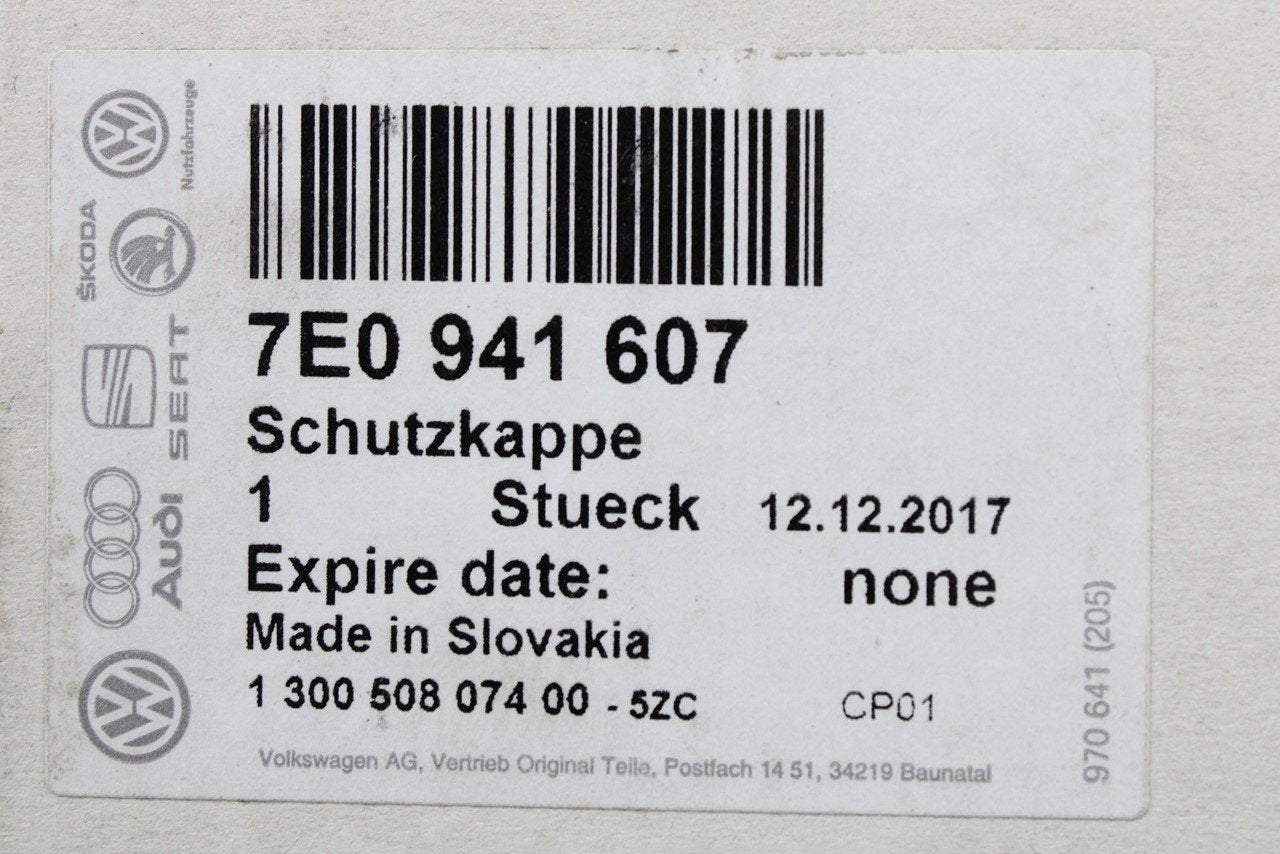 Nutzfahrzeuge
ŠKODA
SEAT
Audi
7E0 941 607
Schutzkappe
1 Stueck 12.12.2017
Expire date: none
Made in Slovakia
1 300 508 074 00 - 5ZC CP01
Volkswagen AG, Vertrieb Original Teile, Postfach 14 51, 34219 Baunatal
970 641 (205)